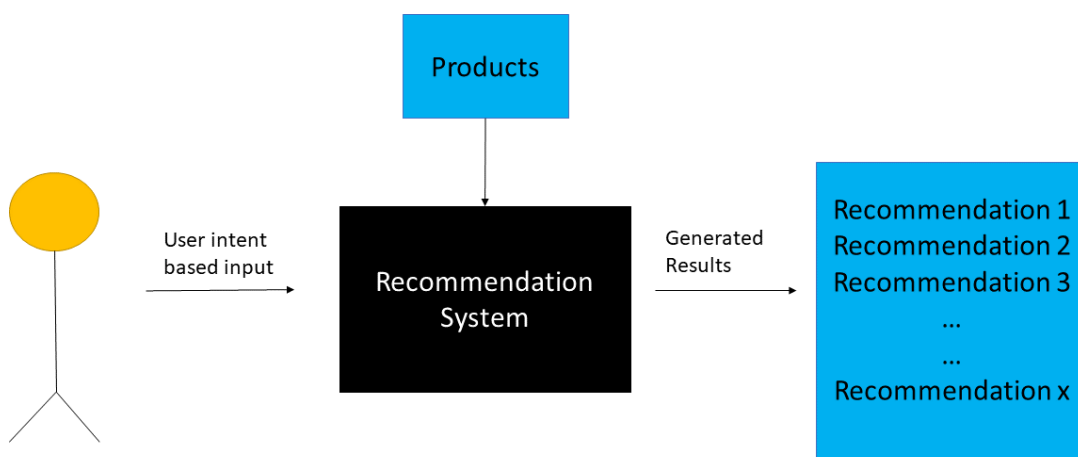 Products
User intent
based input
Recommendation
System
Generated
Results
Recommendation 1
Recommendation 2
Recommendation 3
...
...
Recommendation x